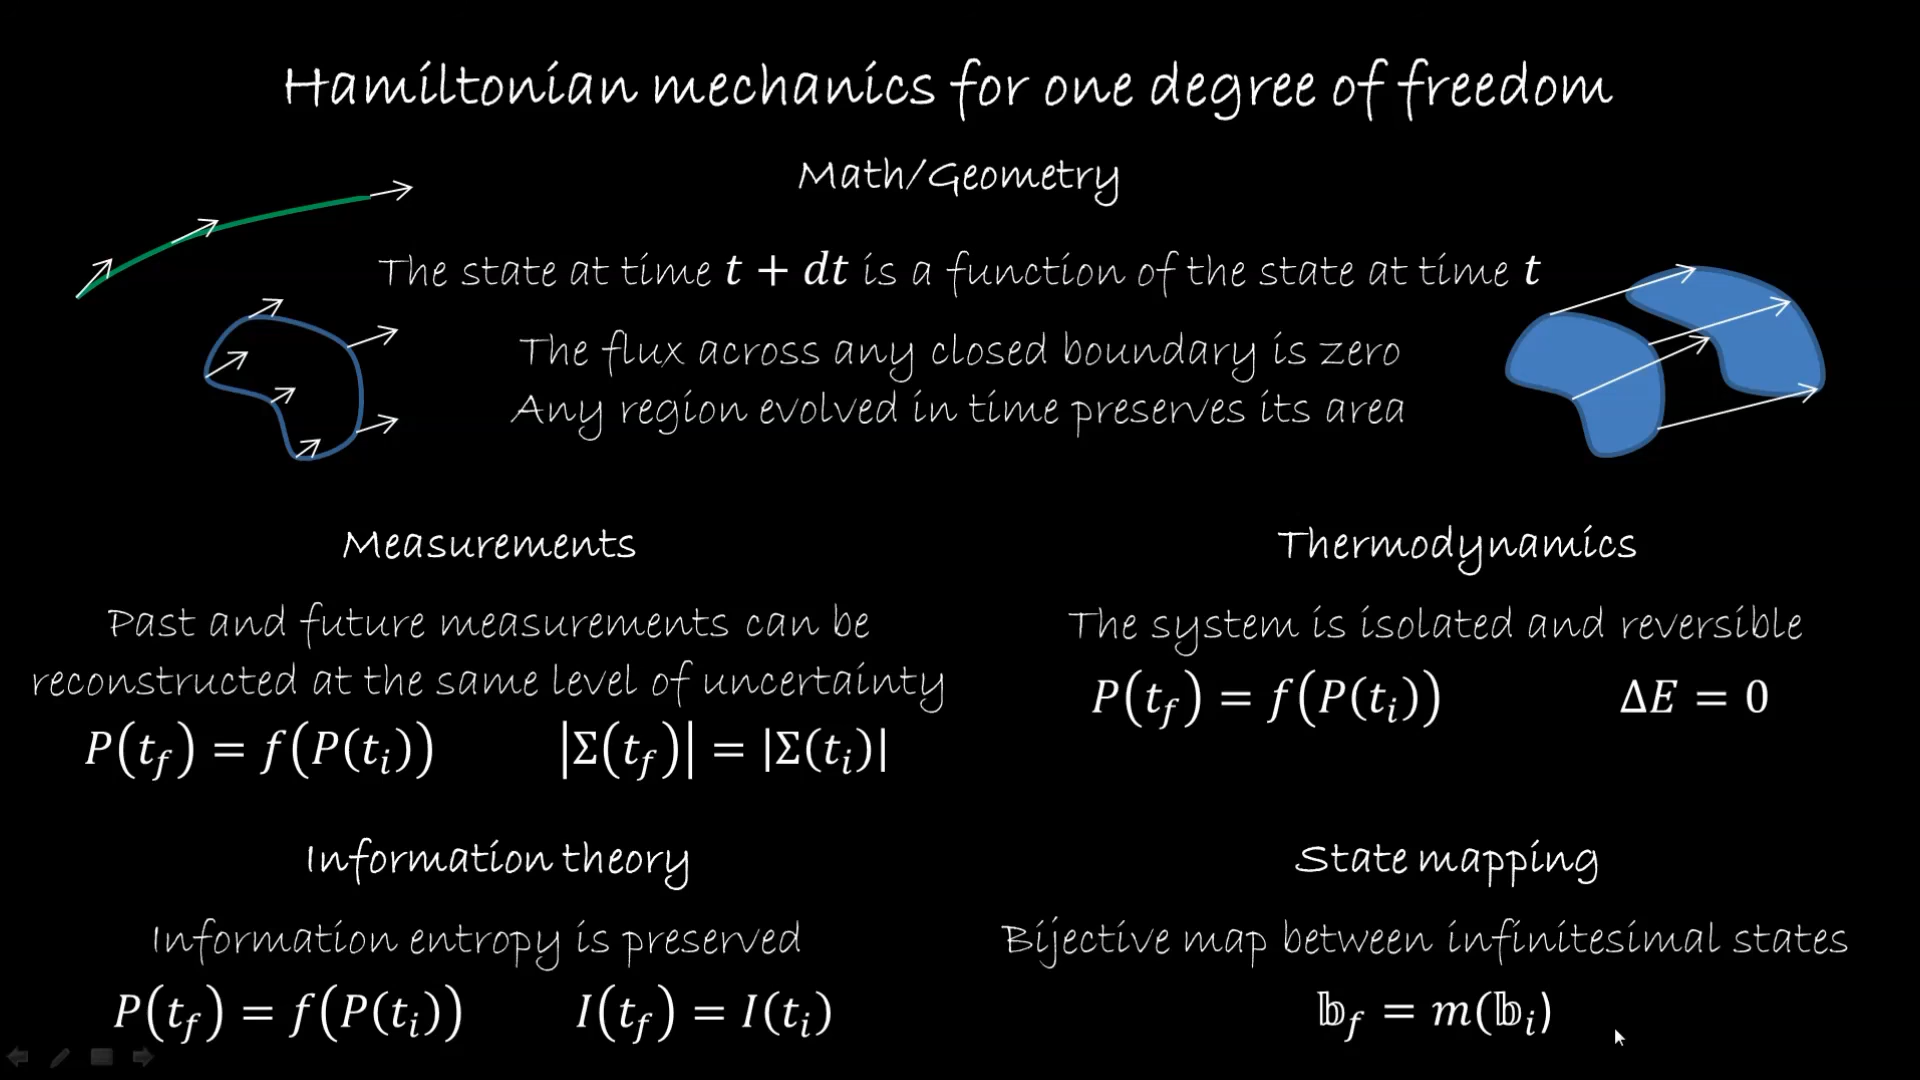 Hamiltonian mechanics for one degree of freedom
Math/Geometry
The state at time t + dt is a function of the state at time t
The flux across any closed boundary is zero
Any region evolved in time preserves its area
Measurements
Past and future measurements can be
reconstructed at the same level of uncertainty
P(t_f) = f(P(t_i)) |Σ(t_f)| = |Σ(t_i)|
Thermodynamics
The system is isolated and reversible
P(t_f) = f(P(t_i)) ΔE = 0
Information theory
Information entropy is preserved
P(t_f) = f(P(t_i)) I(t_f) = I(t_i)
State mapping
Bijective map between infinitesimal states
𝕓_f = m(𝕓_i)